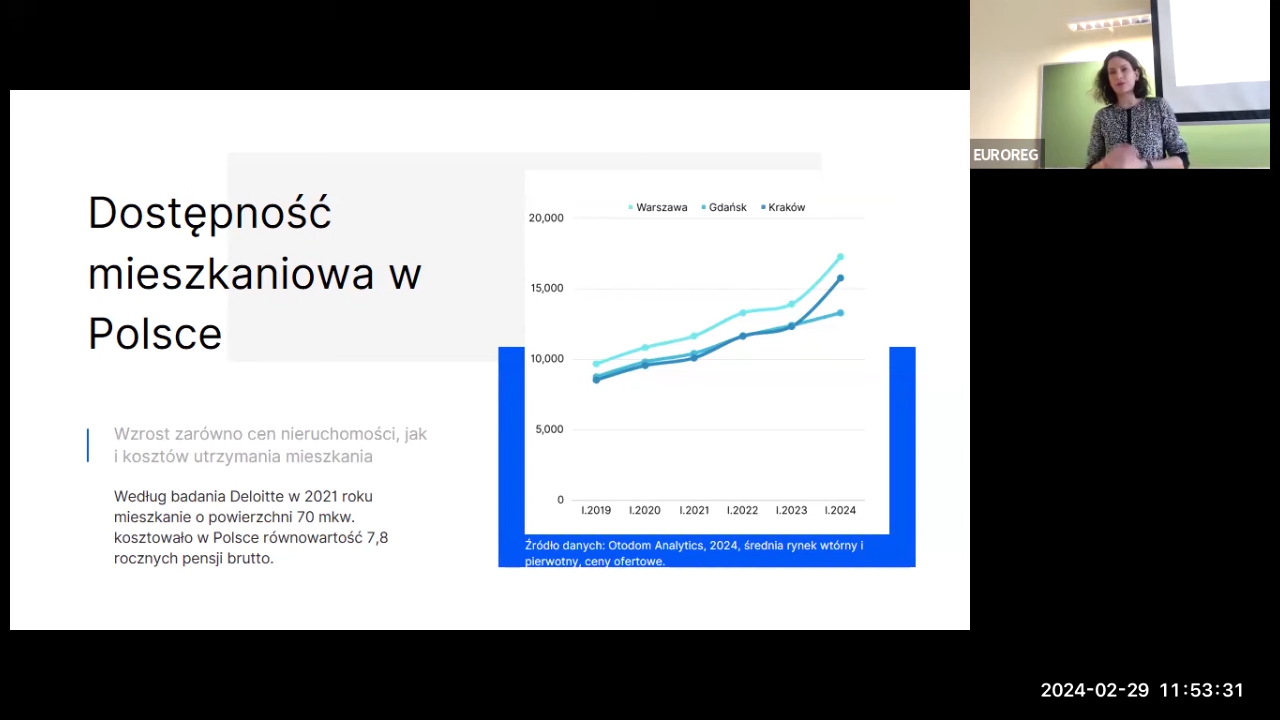 Dostępność
mieszkaniowa w
Polsce
Wzrost zarówno cen nieruchomości, jak
i kosztów utrzymania mieszkania
Według badania Deloitte w 2021 roku
mieszkanie o powierzchni 70 mkw.
kosztowało w Polsce równowartość 7,8
rocznych pensji brutto.
Warszawa Gdańsk Kraków
20,000
15,000
10,000
5,000
0
I.2019 I.2020 I.2021 I.2022 I.2023 I.2024
Źródło danych: Otodom Analytics, 2024, średnia rynek wtórny i
pierwotny, ceny ofertowe.
EUROREG
2024-02-29 11:53:31